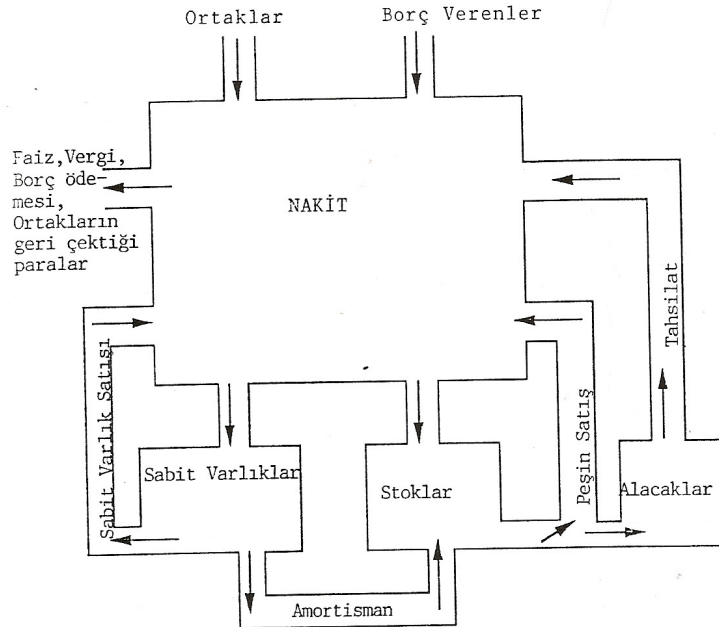 Ortaklar
Borç Verenler
Faiz,Vergi,
Borç öde-
mesi,
Ortakların
geri çektiği
paralar
NAKİT
Tahsilat
Sabit Varlık Satışı
Peşin Satış
Sabit Varlıklar
Stoklar
Alacaklar
Amortisman